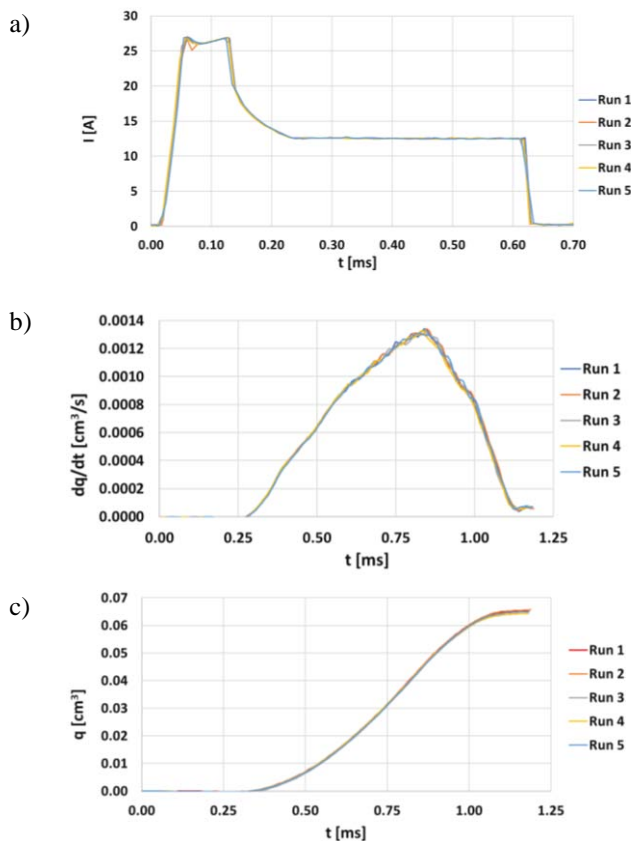 a)
30
25
20
15
10
5
0
I [A]
0.00 0.10 0.20 0.30 0.40 0.50 0.60 0.70
t [ms]
Run 1
Run 2
Run 3
Run 4
Run 5
b)
0.0014
0.0012
0.0010
0.0008
0.0006
0.0004
0.0002
0.0000
dq/dt [cm³/s]
0.00 0.25 0.50 0.75 1.00 1.25
t [ms]
Run 1
Run 2
Run 3
Run 4
Run 5
c)
0.07
0.06
0.05
0.04
0.03
0.02
0.01
0
q [cm³]
0.00 0.25 0.50 0.75 1.00 1.25
t [ms]
Run 1
Run 2
Run 3
Run 4
Run 5